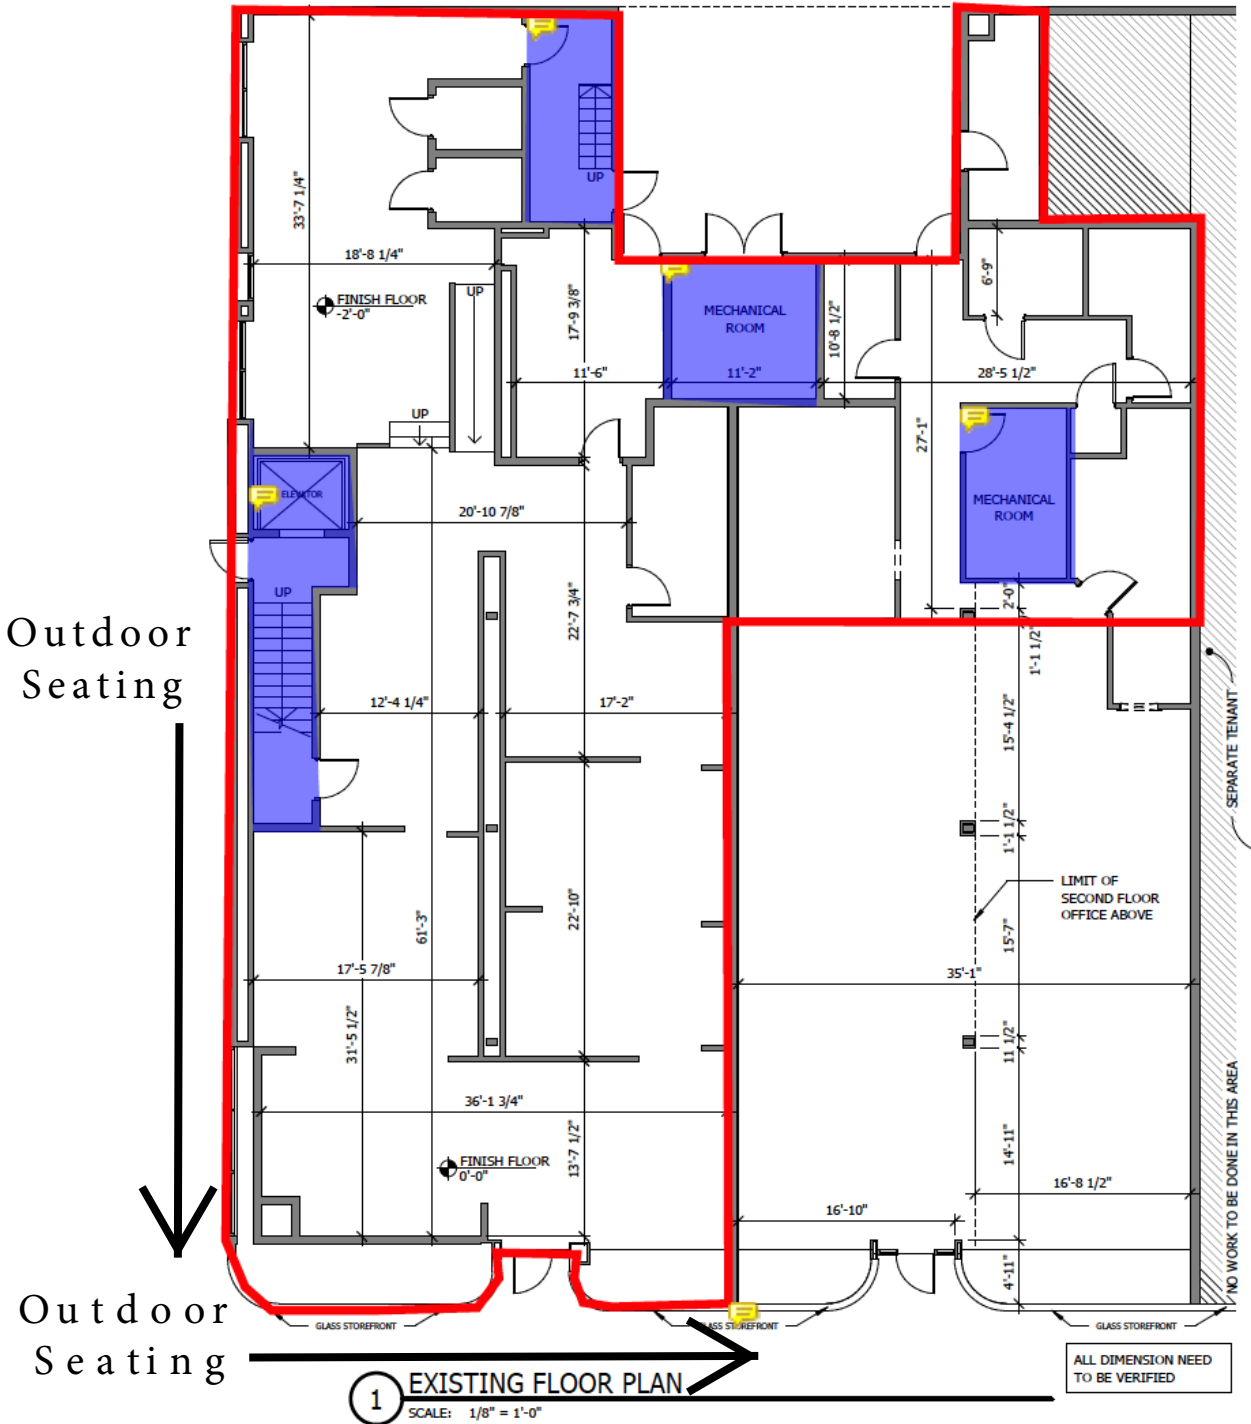 33'-7 1/4"
UP
18'-8 1/4"
FINISH FLOOR
-2'-0"
UP
17'-9 3/8"
MECHANICAL
ROOM
10'-8 1/2"
6'-9"
11'-6"
11'-2"
28'-5 1/2"
UP
27'-1"
ELEVATOR
MECHANICAL
ROOM
20'-10 7/8"
UP
22'-7 3/4"
2'-0"
1'-1 1/2"
Outdoor
Seating
12'-4 1/4"
17'-2"
15'-4 1/2"
SEPARATE TENANT
1'-1 1/2"
LIMIT OF
SECOND FLOOR
OFFICE ABOVE
61'-3"
22'-10"
15'-7"
17'-5 7/8"
35'-1"
31'-5 1/2"
11 1/2"
36'-1 3/4"
13'-7 1/2"
14'-11"
FINISH FLOOR
0'-0"
16'-8 1/2"
16'-10"
NO WORK TO BE DONE IN THIS AREA
4'-11"
Outdoor
Seating
GLASS STOREFRONT
GLASS STOREFRONT
GLASS STOREFRONT
ALL DIMENSION NEED
TO BE VERIFIED
1
EXISTING FLOOR PLAN
SCALE: 1/8" = 1'-0"